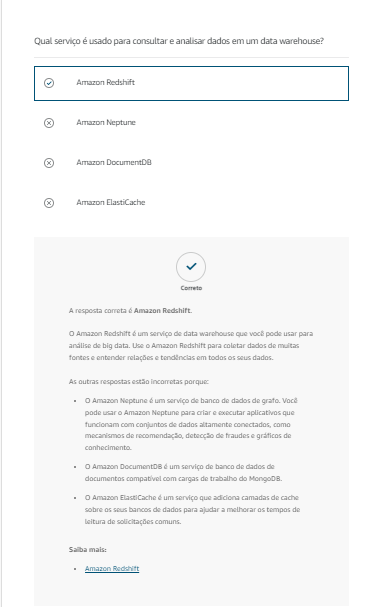 Qual serviço é usado para consultar e analisar dados em um data warehouse?
Amazon Redshift
Amazon Neptune
Amazon DocumentDB
Amazon ElastiCache
Correto
A resposta correta é Amazon Redshift.
O Amazon Redshift é um serviço de data warehouse que você pode usar para
análise de big data. Use o Amazon Redshift para coletar dados de muitas
fontes e entender relações e tendências em todos os seus dados.
As outras respostas estão incorretas porque:
• O Amazon Neptune é um serviço de banco de dados de grafo. Você
pode usar o Amazon Neptune para criar e executar aplicativos que
funcionam com conjuntos de dados altamente conectados, como
mecanismos de recomendação, detecção de fraudes e gráficos de
conhecimento.
• O Amazon DocumentDB é um serviço de banco de dados de
documentos compatível com cargas de trabalho do MongoDB.
• O Amazon ElastiCache é um serviço que adiciona camadas de cache
sobre os seus bancos de dados para ajudar a melhorar os tempos de
leitura de solicitações comuns.
Saiba mais:
• Amazon Redshift